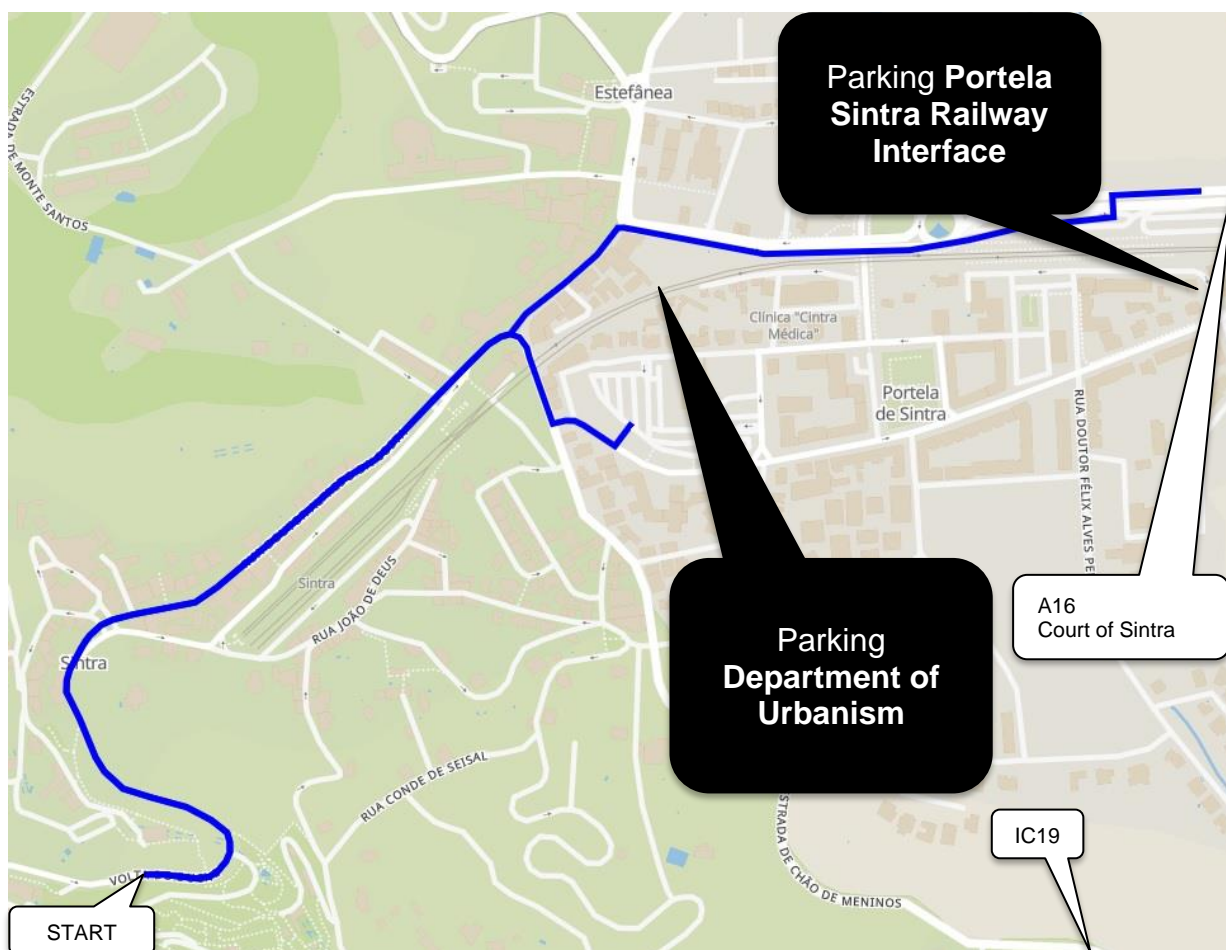 Parking Portela
Sintra Railway
Interface
Estefânea
ESTRADA DE MONTE SANTOS
Clínica "Cintra
Médica"
Portela
de Sintra
RUA DOUTOR FÉLIX ALVES PE
Sintra
RUA JOÃO DE DEUS
A16
Court of Sintra
Sintra
Parking
Department of
Urbanism
RUA CONDE DE SEISAL
IC19
STRADA DE CHÃO DE MENINOS
START